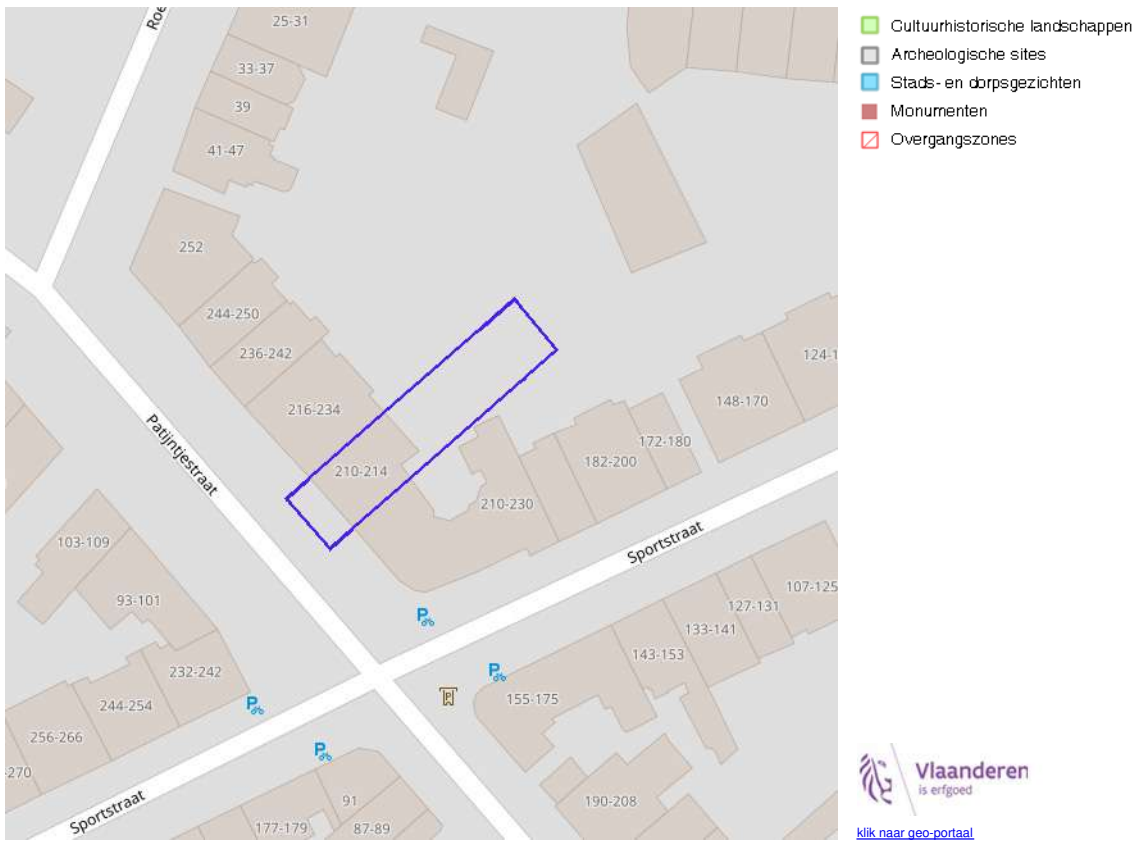 Roe
25-31
33-37
39
41-47
252
244-250
236-242
216-234
210-214
Patijntjestraat
124-1
148-170
172-180
182-200
210-230
Sportstraat
103-109
93-101
232-242
244-254
256-266
-270
107-125
127-131
133-141
143-153
155-175
P
P
P
P
P
190-208
91
87-89
177-179
Sportstraat
Cultuurhistorische landschappen
Archeologische sites
Stads- en dorpsgezichten
Monumenten
Overgangszones
Vlaanderen
is erfgoed
klik naar geo-portaal